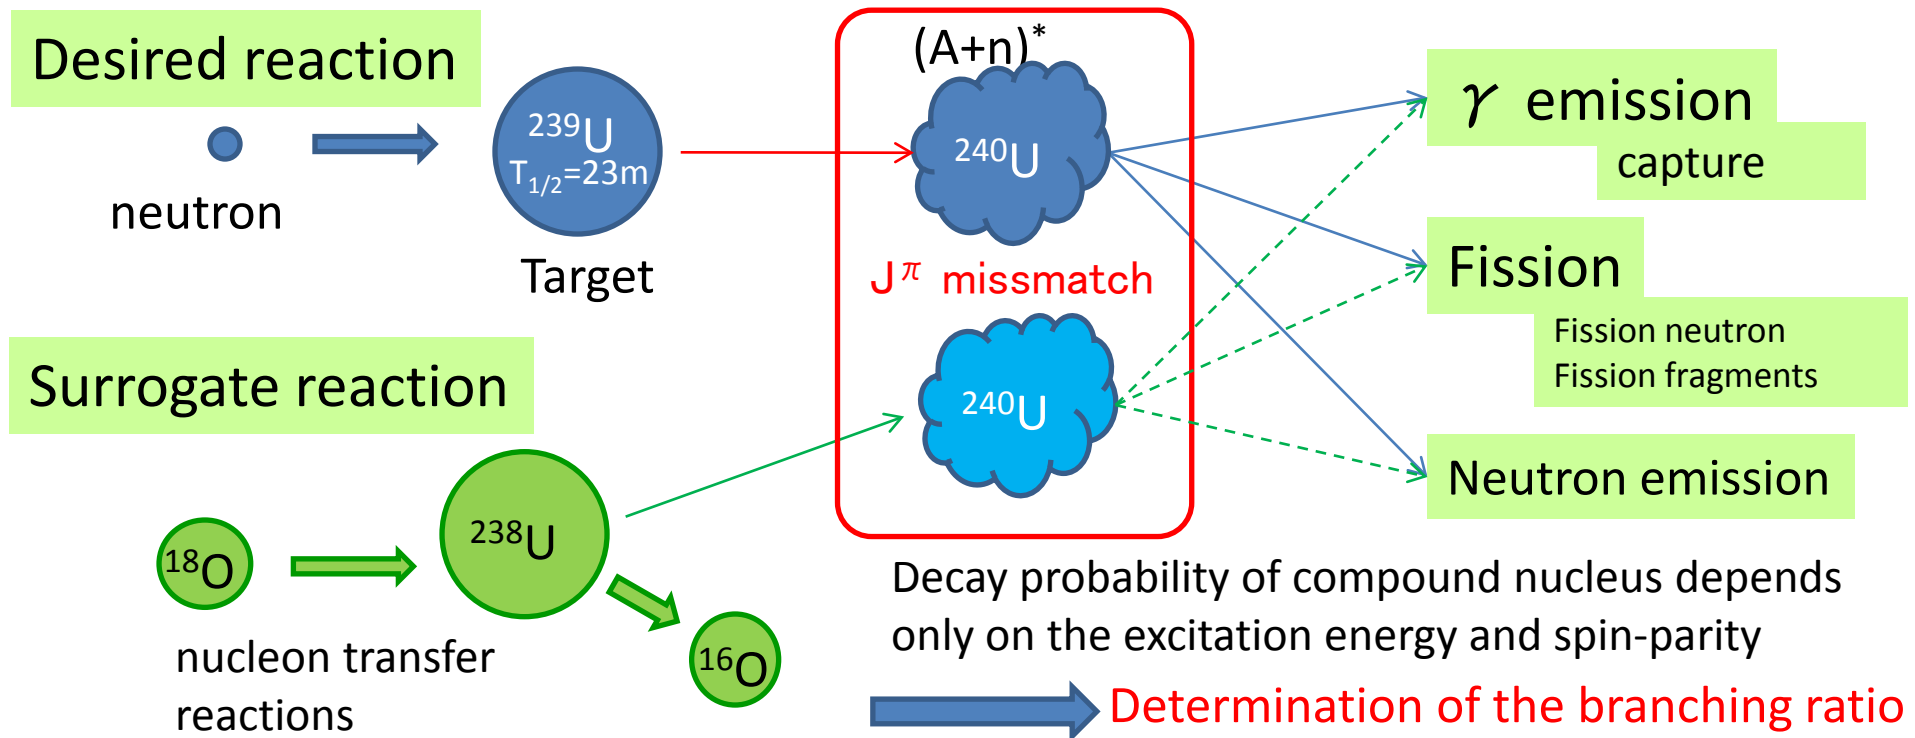 Desired reaction
neutron
²³⁹U
T₁/₂=23m
Target
(A+n)*
²⁴⁰U
J^π missmatch
²⁴⁰U
γ emission
capture
Fission
Fission neutron
Fission fragments
Neutron emission
Surrogate reaction
¹⁸O
²³⁸U
¹⁶O
nucleon transfer
reactions
Decay probability of compound nucleus depends
only on the excitation energy and spin-parity
Determination of the branching ratio